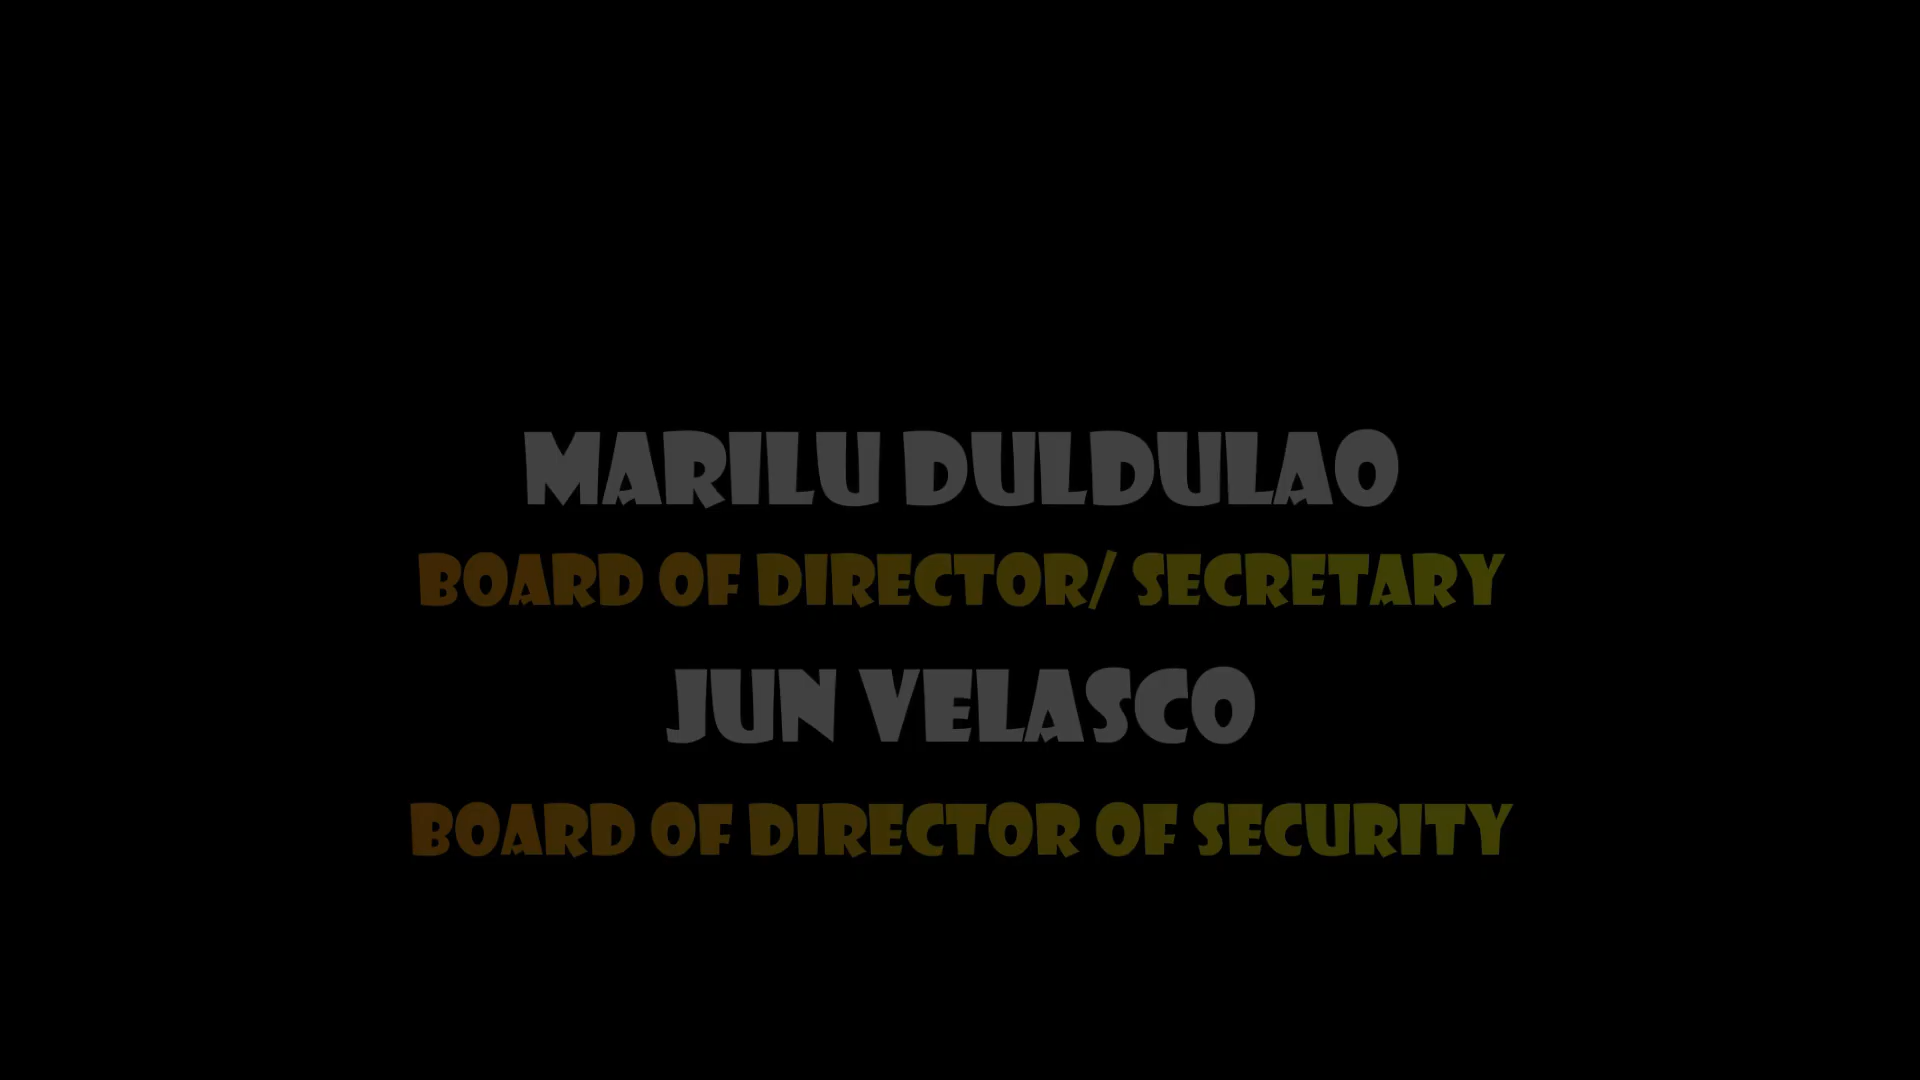 MARILU DULDULAO
BOARD OF DIRECTOR/ SECRETARY
JUN VELASCO
BOARD OF DIRECTOR OF SECURITY